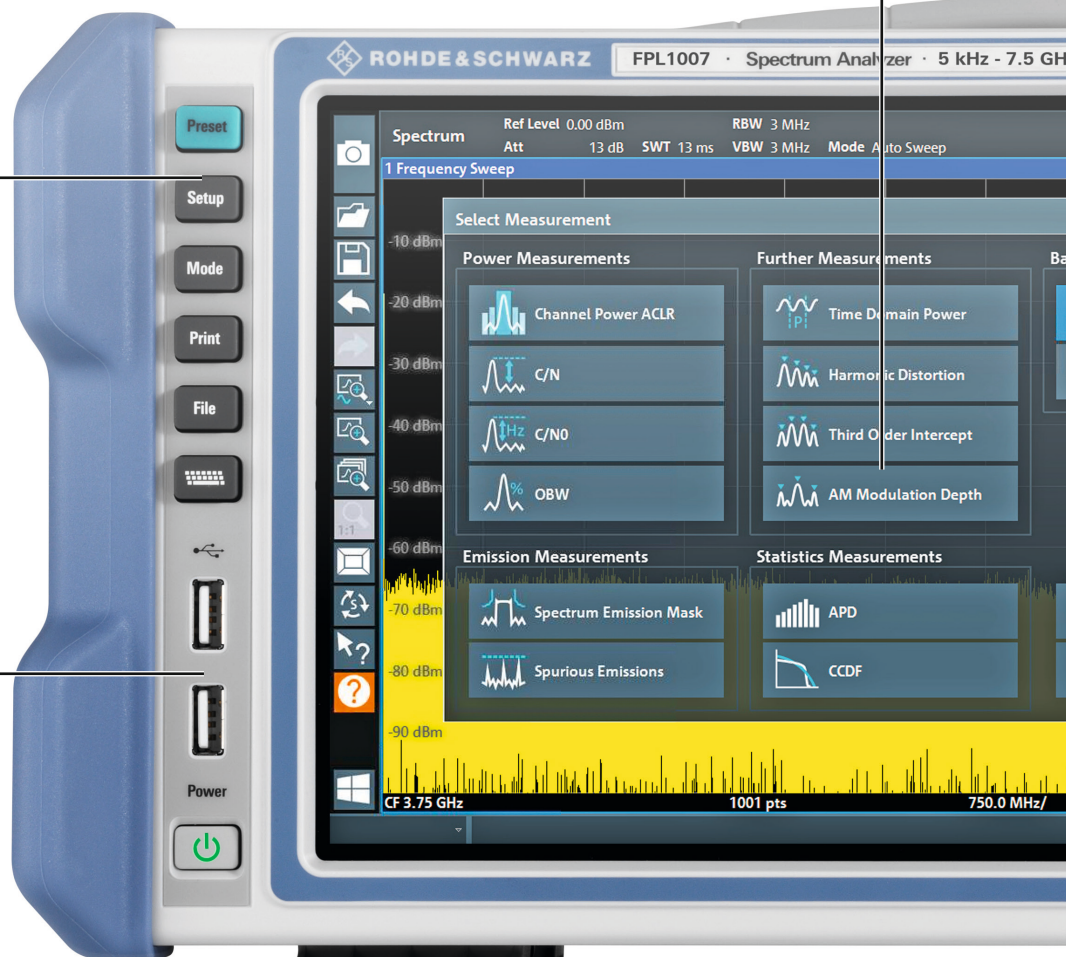 ROHDE & SCHWARZ FPL1007 · Spectrum Analyzer · 5 kHz - 7.5 GH
Preset
Setup
Mode
Print
File
Power
Spectrum
Ref Level 0.00 dBm RBW 3 MHz
Att 13 dB SWT 13 ms VBW 3 MHz Mode Auto Sweep
1 Frequency Sweep
Select Measurement
-10 dBm
-20 dBm
-30 dBm
-40 dBm
-50 dBm
-60 dBm
-70 dBm
-80 dBm
-90 dBm
1:1
Power Measurements
Channel Power ACLR
C/N
Hz C/N0
% OBW
Further Measurements
P Time Domain Power
Harmonic Distortion
Third Order Intercept
AM Modulation Depth
Ba
Emission Measurements
Spectrum Emission Mask
Spurious Emissions
Statistics Measurements
APD
CCDF
CF 3.75 GHz 1001 pts 750.0 MHz/